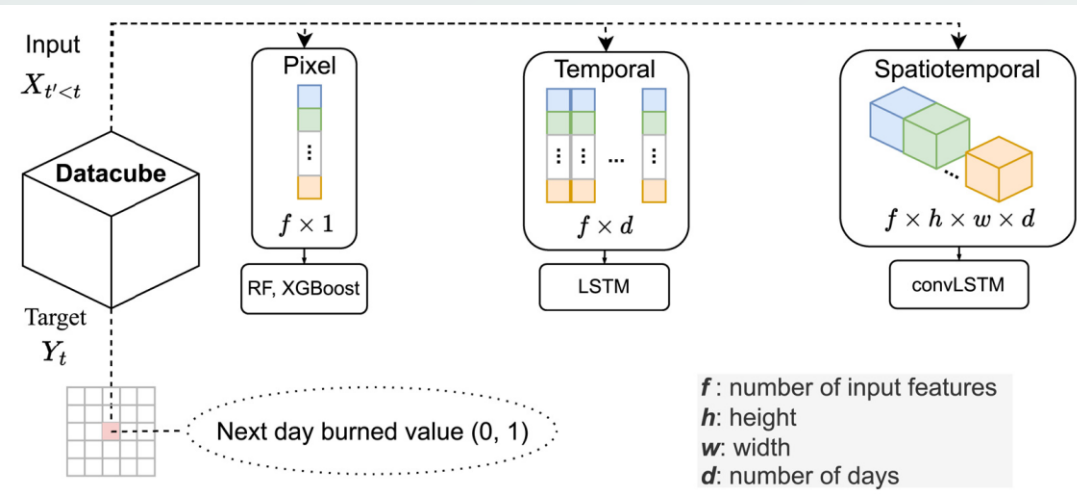 Input
X_{t'<t}
Datacube
Target
Y_t
Pixel
⋮
f × 1
RF, XGBoost
Temporal
⋮ ⋮ ... ⋮
f × d
LSTM
Spatiotemporal
...
f × h × w × d
convLSTM
Next day burned value (0, 1)
f : number of input features
h: height
w: width
d: number of days